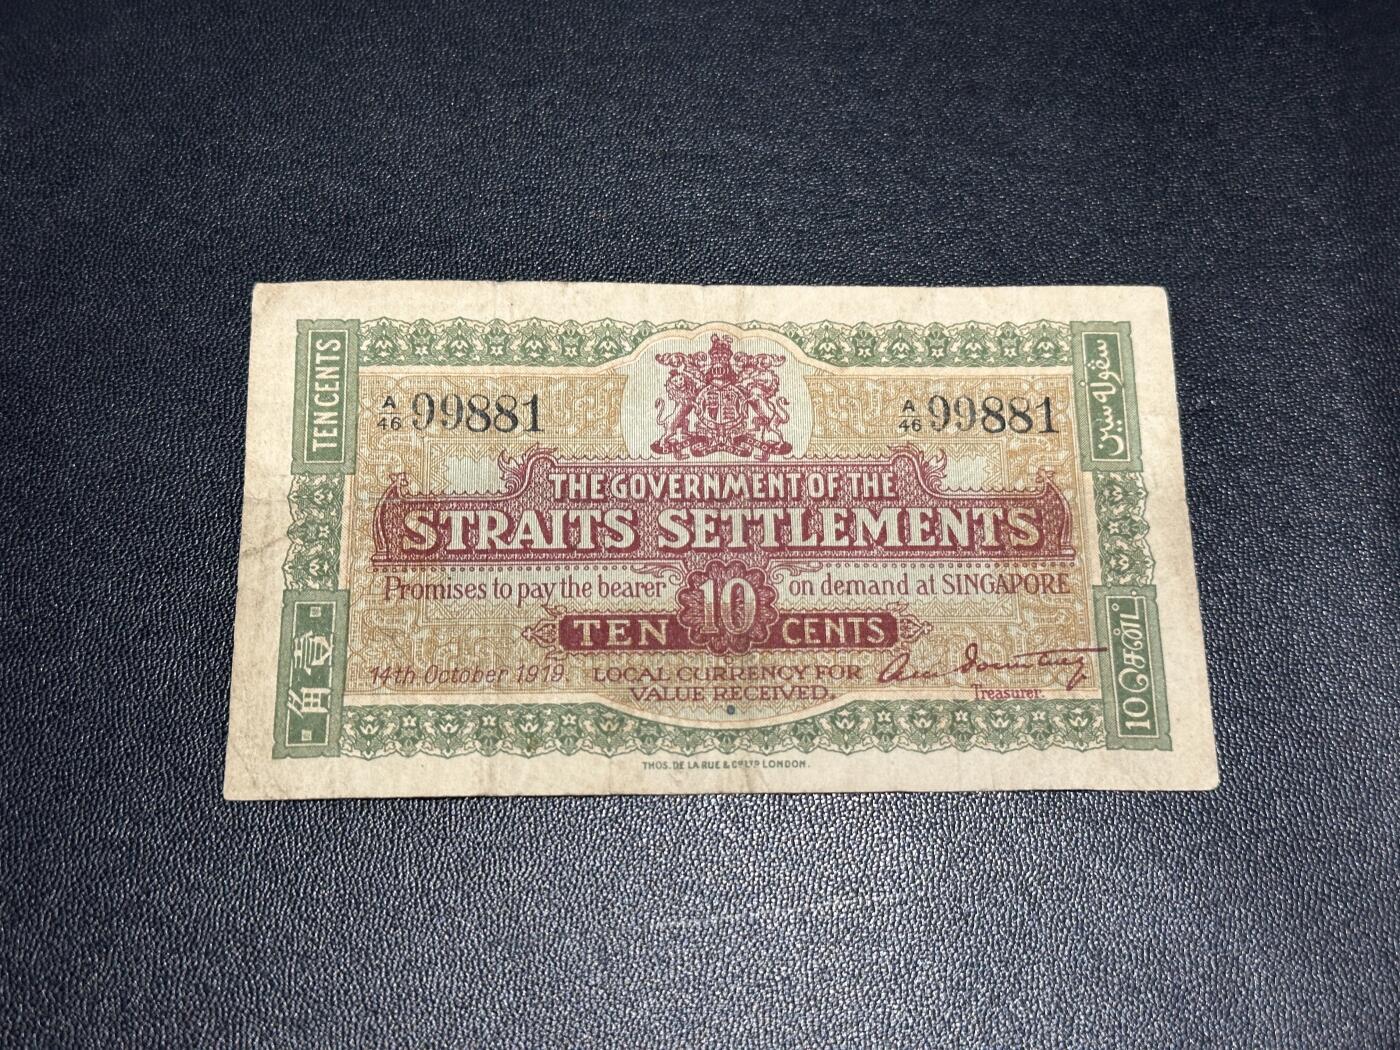 TEN CENTS
سڤوله سين
A/46 99881
A/46 99881
THE GOVERNMENT OF THE
STRAITS SETTLEMENTS
Promises to pay the bearer on demand at SINGAPORE
10
TEN CENTS
壹角
14th October 1919.
LOCAL CURRENCY FOR
VALUE RECEIVED.
Treasurer.
THOS. DE LA RUE & Cº. LTD. LONDON.